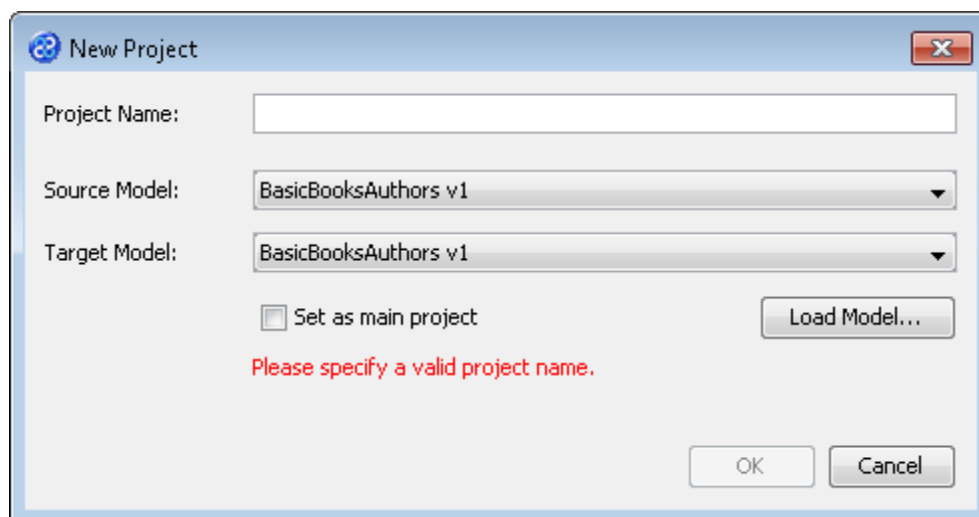 New Project
Project Name:
Source Model: BasicBooksAuthors v1
Target Model: BasicBooksAuthors v1
Set as main project Load Model...
Please specify a valid project name.
OK Cancel